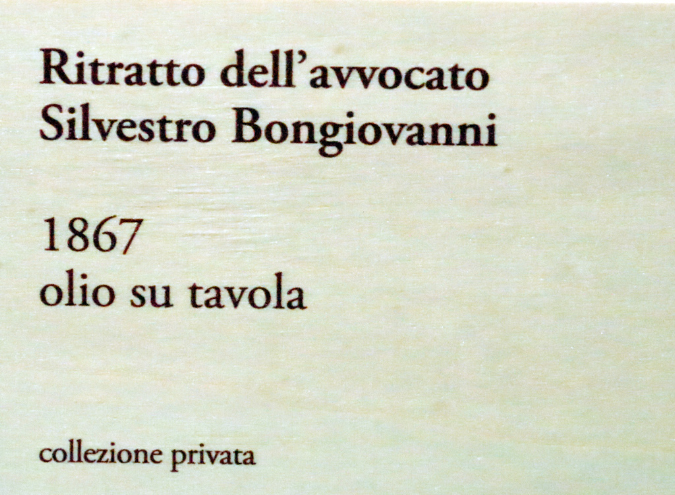 Ritratto dell’avvocato
Silvestro Bongiovanni
1867
olio su tavola
collezione privata